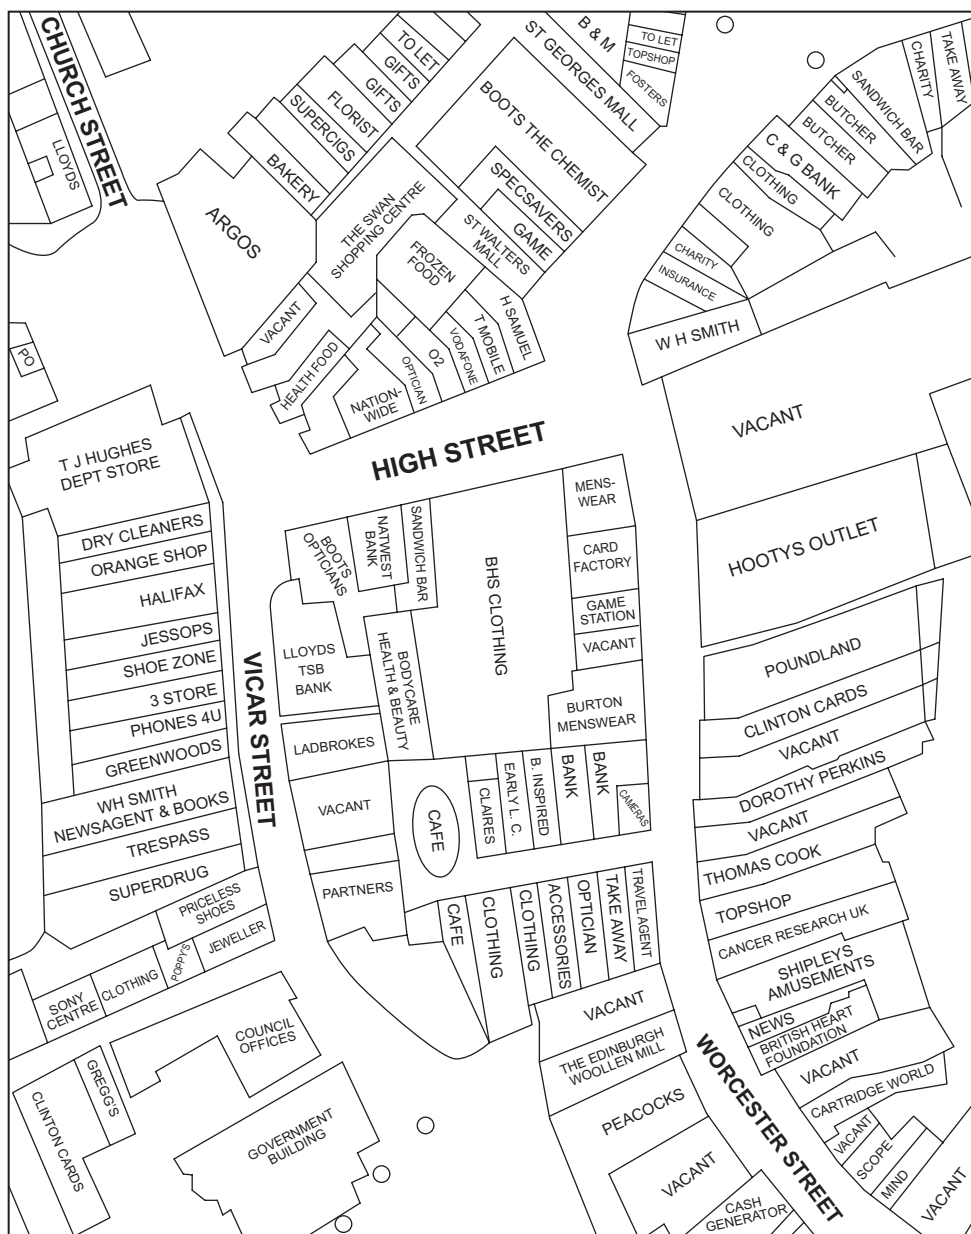 CHURCH STREET
LLOYDS
TO LET
GIFTS
GIFTS
FLORIST
SUPERCIGS
BAKERY
ARGOS
B & M
ST GEORGES MALL
TO LET
TOPSHOP
FOSTERS
BOOTS THE CHEMIST
SPECSAVERS
GAME
ST WALTERS
MALL
THE SWAN
SHOPPING CENTRE
FROZEN
FOOD
VACANT
HEALTH FOOD
NATION-
WIDE
OPTICIAN
O2
VODAFONE
T MOBILE
H SAMUEL
TAKE AWAY
CHARITY
SANDWICH BAR
BUTCHER
BUTCHER
C & G BANK
CLOTHING
CLOTHING
CHARITY
INSURANCE
W H SMITH
PO
VACANT
HIGH STREET
T J HUGHES
DEPT STORE
DRY CLEANERS
ORANGE SHOP
HALIFAX
JESSOPS
SHOE ZONE
3 STORE
PHONES 4U
GREENWOODS
WH SMITH
NEWSAGENT & BOOKS
TRESPASS
SUPERDRUG
PRICELESS
SHOES
JEWELLER
POPPY'S
CLOTHING
SONY
CENTRE
VICAR STREET
BOOTS
OPTICIANS
NATWEST
BANK
SANDWICH BAR
BHS CLOTHING
MENS-
WEAR
CARD
FACTORY
GAME
STATION
VACANT
BURTON
MENSWEAR
LLOYDS
TSB
BANK
BODYCARE
HEALTH & BEAUTY
LADBROKES
VACANT
PARTNERS
CAFE
CLAIRES
EARLY L. C.
B. INSPIRED
BANK
BANK
CAMERAS
CAFE
CLOTHING
CLOTHING
ACCESSORIES
OPTICIAN
TAKE AWAY
TRAVEL AGENT
HOOTYS OUTLET
POUNDLAND
CLINTON CARDS
VACANT
DOROTHY PERKINS
VACANT
THOMAS COOK
TOPSHOP
CANCER RESEARCH UK
SHIPLEYS
AMUSEMENTS
NEWS
BRITISH HEART
FOUNDATION
VACANT
CARTRIDGE WORLD
VACANT
SCOPE
MIND
VACANT
WORCESTER STREET
VACANT
THE EDINBURGH
WOOLLEN MILL
PEACOCKS
VACANT
CASH
GENERATOR
COUNCIL
OFFICES
GREGG'S
CLINTON CARDS
GOVERNMENT
BUILDING